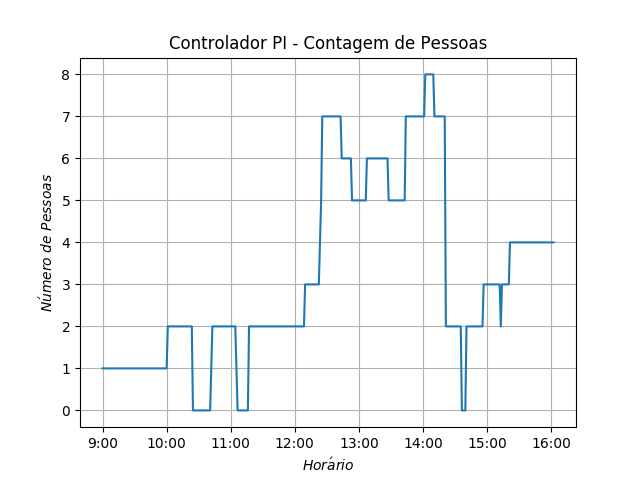 Controlador PI - Contagem de Pessoas
8
7
6
5
4
3
2
1
0
Número de Pessoas
9:00 10:00 11:00 12:00 13:00 14:00 15:00 16:00
Horário